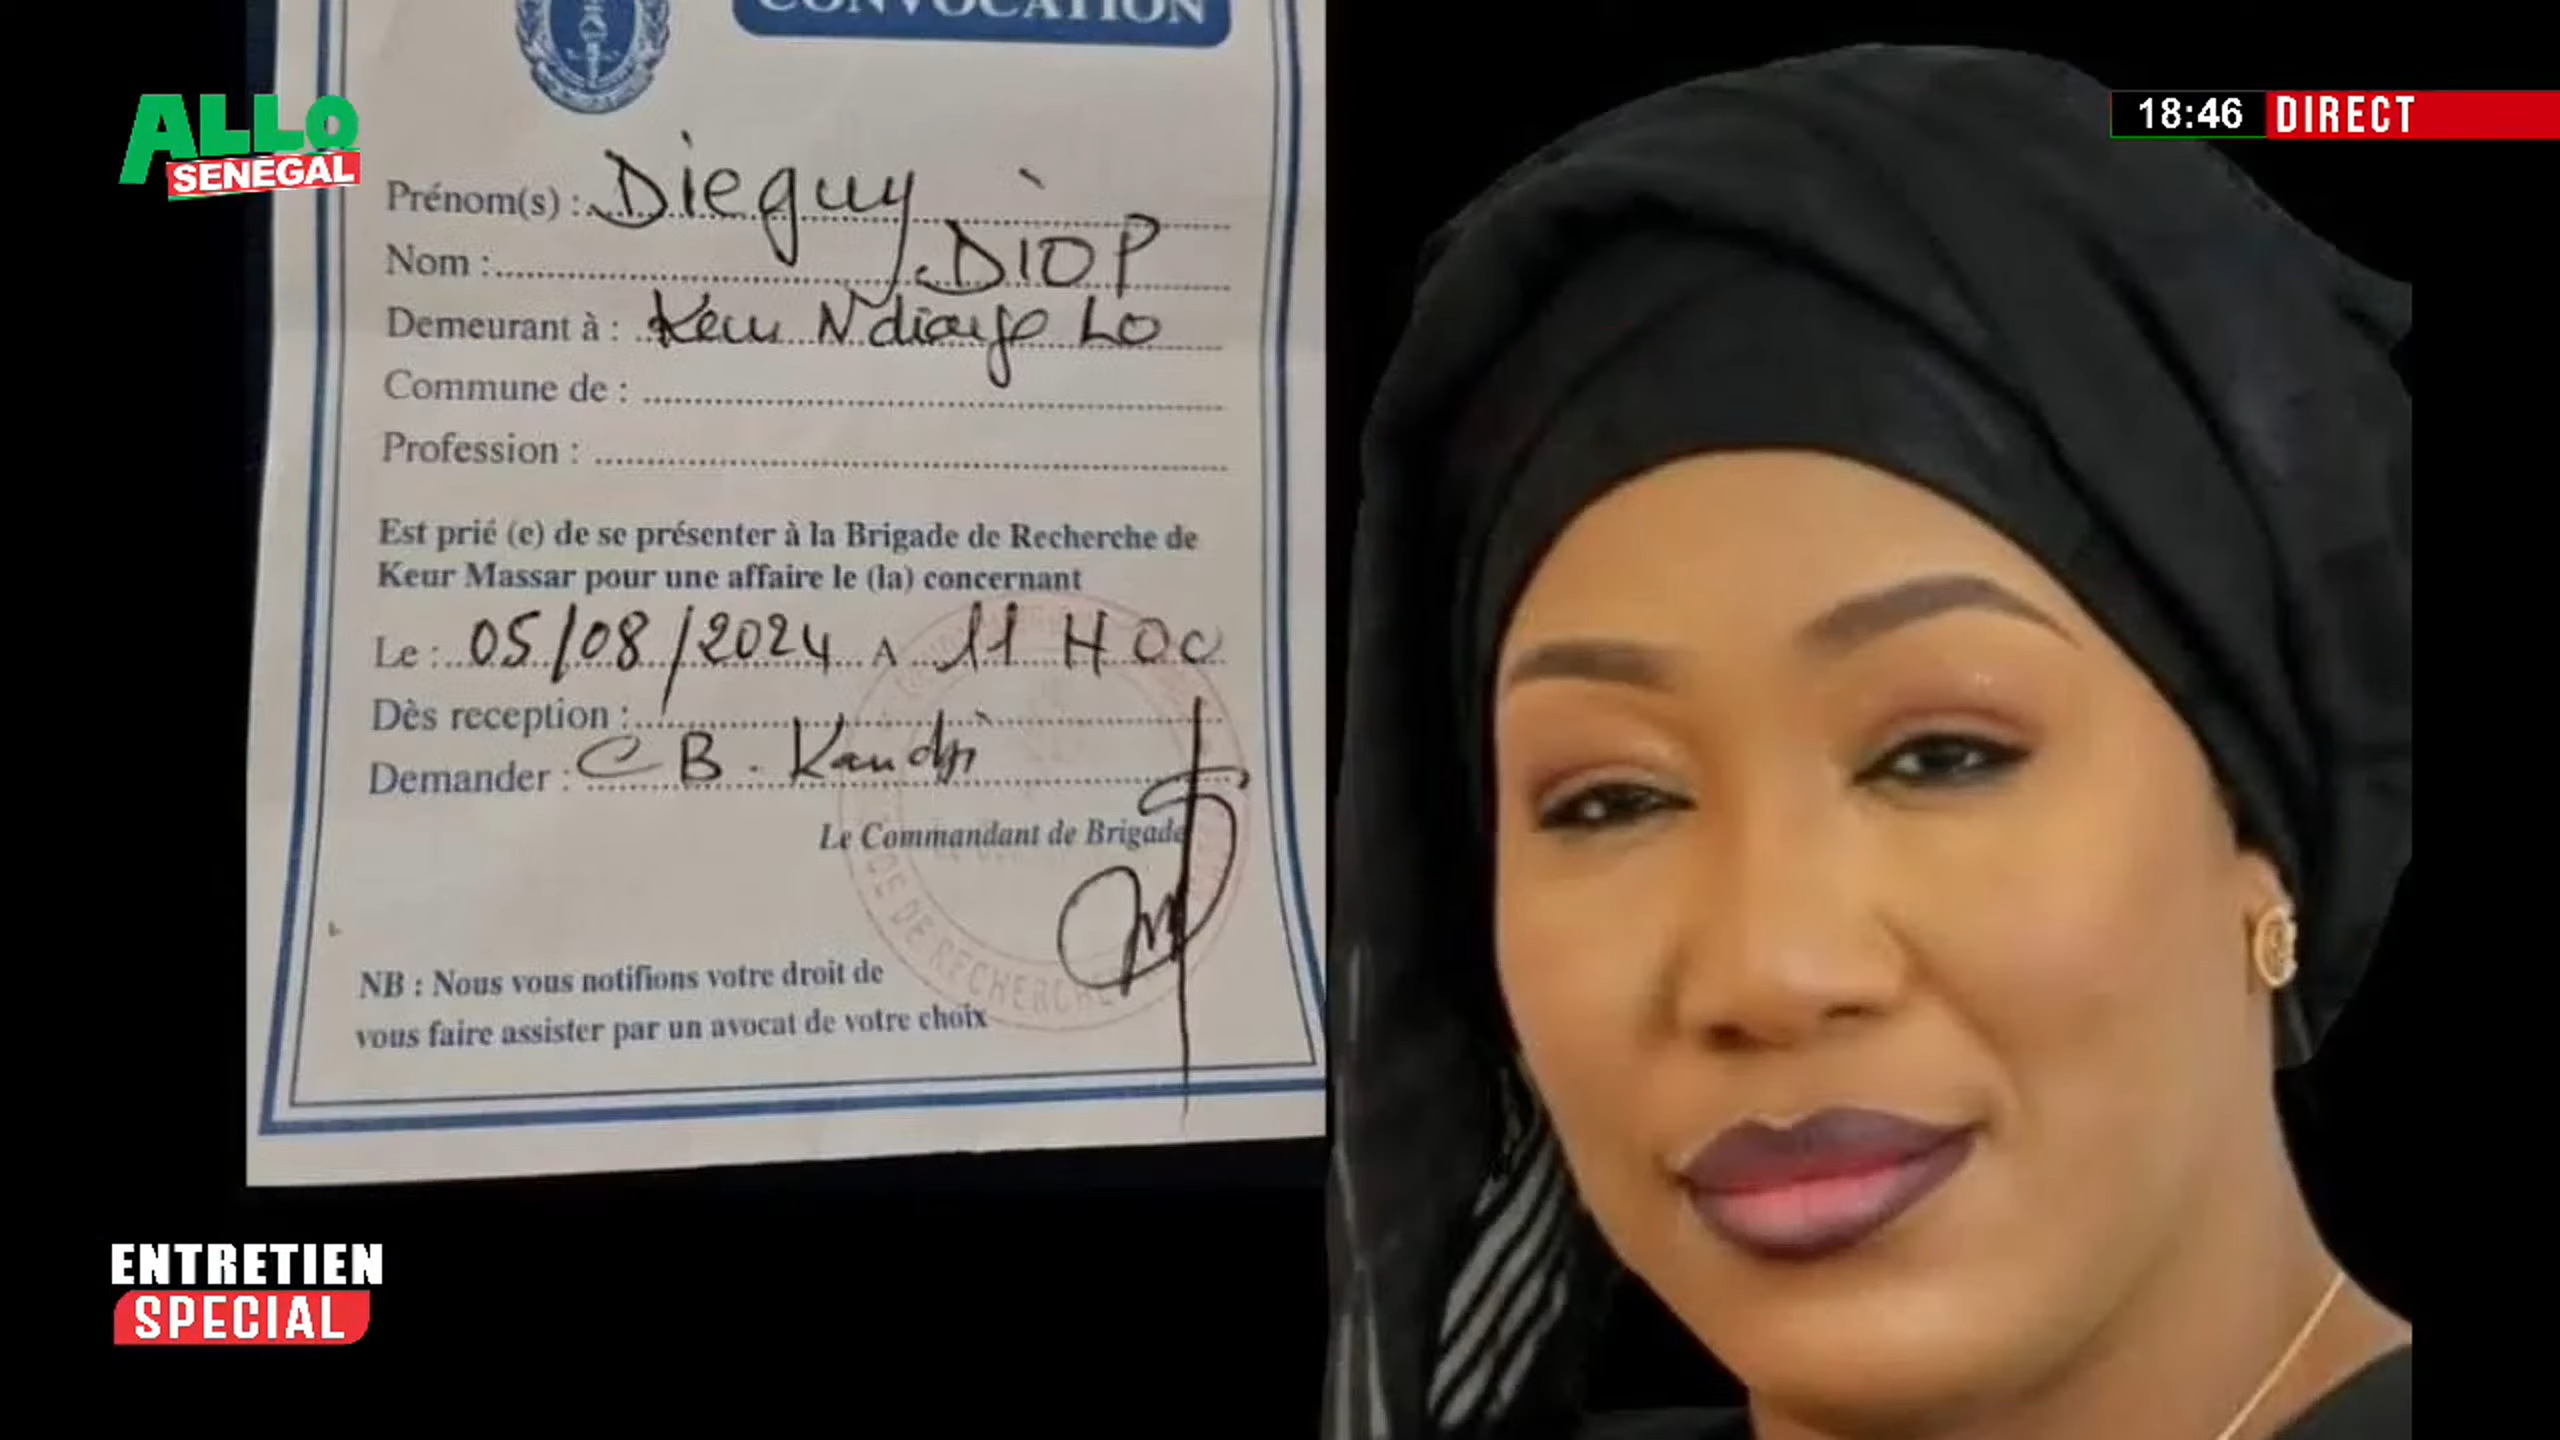 CONVOCATION
ALLO
SENEGAL
18:46 DIRECT
Prénom(s) : Dieguy
Nom : DIOP
Demeurant à : Keur Ndiaye Lo
Commune de :
Profession :
Est prié (e) de se présenter à la Brigade de Recherche de
Keur Massar pour une affaire le (la) concernant
Le : 05/08/2024 A 11 H 00
Dès reception :
Demander : C B. Kandji
Le Commandant de Brigade
DE RECHERCHE
NB : Nous vous notifions votre droit de
vous faire assister par un avocat de votre choix
ENTRETIEN
SPECIAL